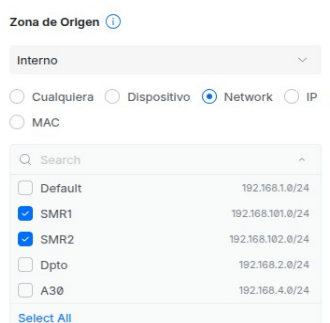 Zona de Origen
Interno
Cualquiera Dispositivo Network IP
MAC
Search
Default 192.168.1.0/24
SMR1 192.168.101.0/24
SMR2 192.168.102.0/24
Dpto 192.168.2.0/24
A30 192.168.4.0/24
Select All